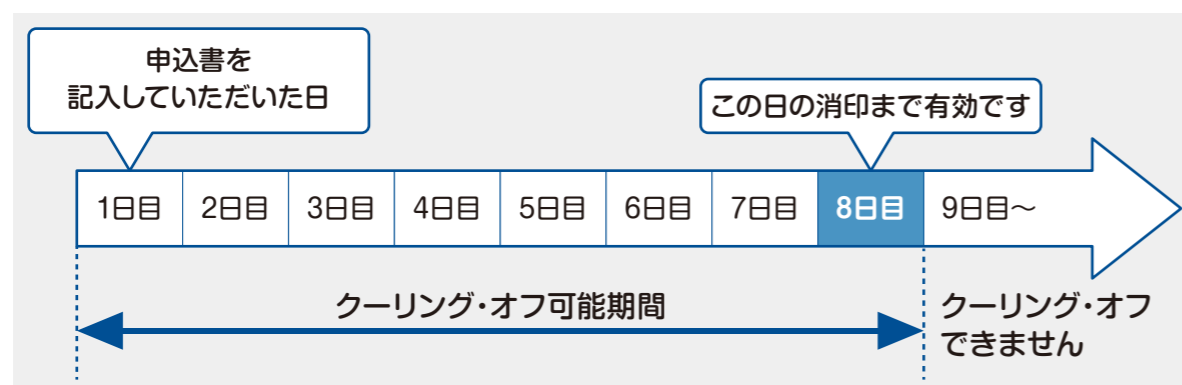 申込書を
記入していただいた日
この日の消印まで有効です
1日目 2日目 3日目 4日目 5日目 6日目 7日目 8日目 9日目～
クーリング・オフ可能期間
クーリング・オフ
できません